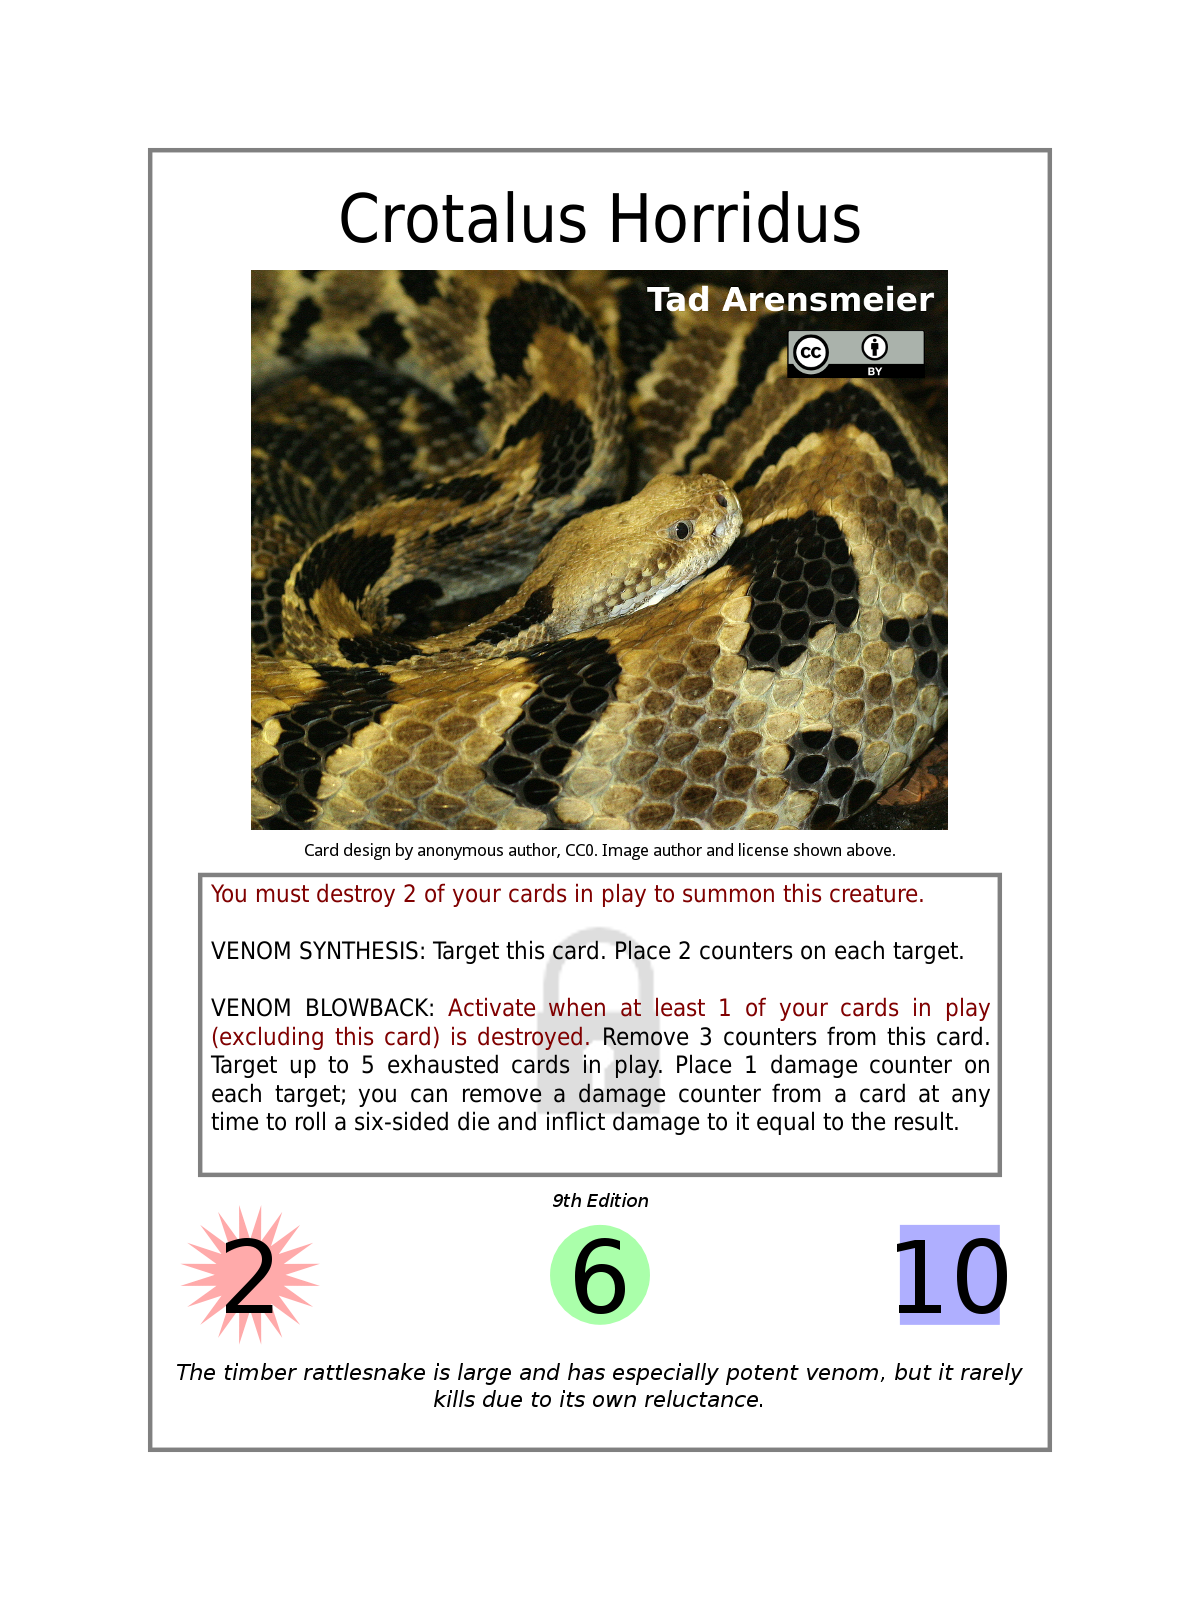 Crotalus Horridus
Tad Arensmeier
cc
BY
Card design by anonymous author, CC0. Image author and license shown above.
You must destroy 2 of your cards in play to summon this creature.
VENOM SYNTHESIS: Target this card. Place 2 counters on each target.
VENOM BLOWBACK: Activate when at least 1 of your cards in play
(excluding this card) is destroyed. Remove 3 counters from this card.
Target up to 5 exhausted cards in play. Place 1 damage counter on
each target; you can remove a damage counter from a card at any
time to roll a six-sided die and inflict damage to it equal to the result.
9th Edition
2 6 10
The timber rattlesnake is large and has especially potent venom, but it rarely
kills due to its own reluctance.